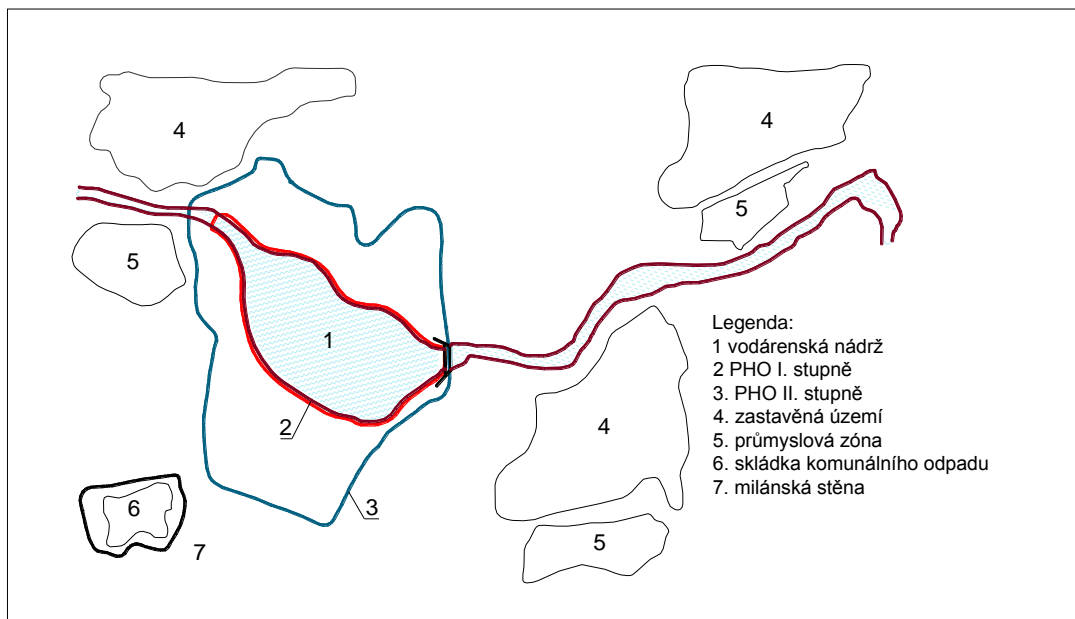 4
4
5
5
1
2
3
4
5
6
7
Legenda:
1 vodárenská nádrž
2 PHO I. stupně
3. PHO II. stupně
4. zastavěná území
5. průmyslová zóna
6. skládka komunálního odpadu
7. milánská stěna